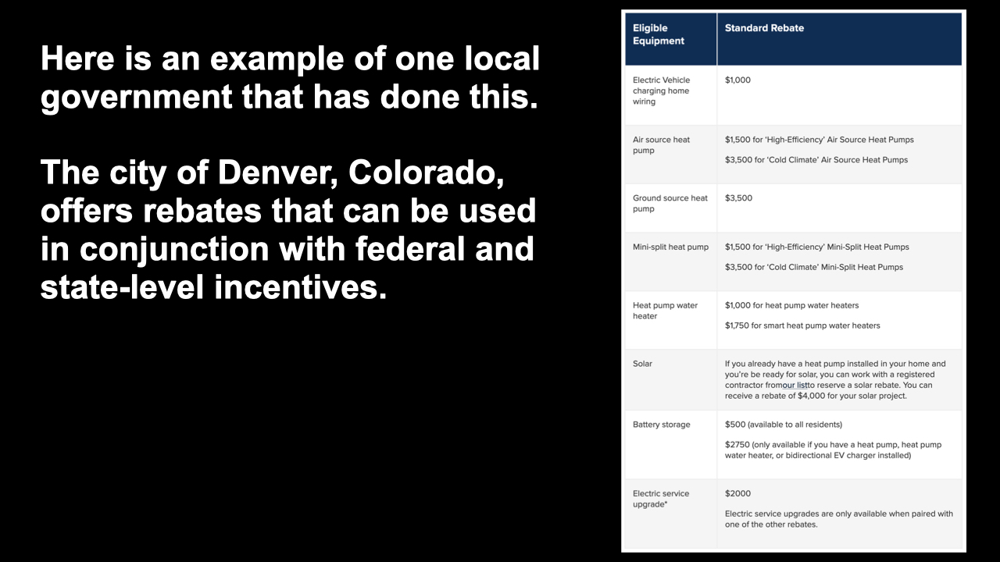 Here is an example of one local
government that has done this.
The city of Denver, Colorado,
offers rebates that can be used
in conjunction with federal and
state-level incentives.
Eligible
Equipment
Standard Rebate
Electric Vehicle
charging home
wiring
$1,000
Air source heat
pump
$1,500 for ‘High-Efficiency’ Air Source Heat Pumps
$3,500 for ‘Cold Climate’ Air Source Heat Pumps
Ground source heat
pump
$3,500
Mini-split heat pump
$1,500 for ‘High-Efficiency’ Mini-Split Heat Pumps
$3,500 for ‘Cold Climate’ Mini-Split Heat Pumps
Heat pump water
heater
$1,000 for heat pump water heaters
$1,750 for smart heat pump water heaters
Solar
If you already have a heat pump installed in your home and
you're be ready for solar, you can work with a registered
contractor fromour listto reserve a solar rebate. You can
receive a rebate of $4,000 for your solar project.
Battery storage
$500 (available to all residents)
$2750 (only available if you have a heat pump, heat pump
water heater, or bidirectional EV charger installed)
Electric service
upgrade*
$2000
Electric service upgrades are only available when paired with
one of the other rebates.